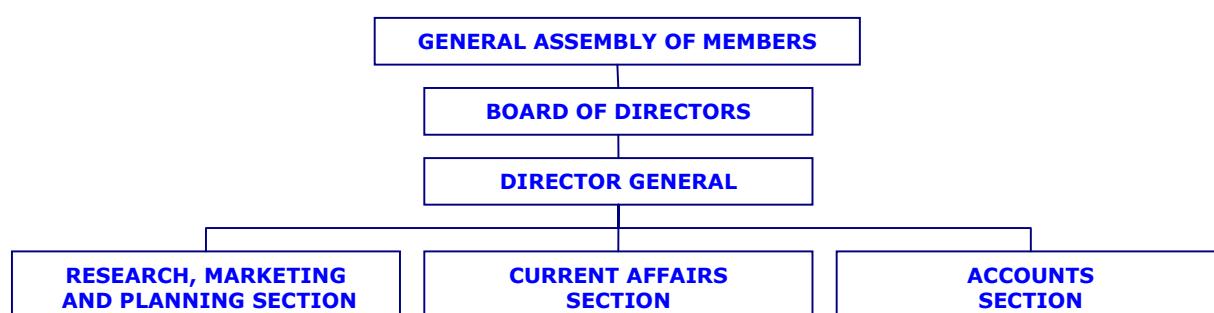 GENERAL ASSEMBLY OF MEMBERS
BOARD OF DIRECTORS
DIRECTOR GENERAL
RESEARCH, MARKETING
AND PLANNING SECTION
CURRENT AFFAIRS
SECTION
ACCOUNTS
SECTION